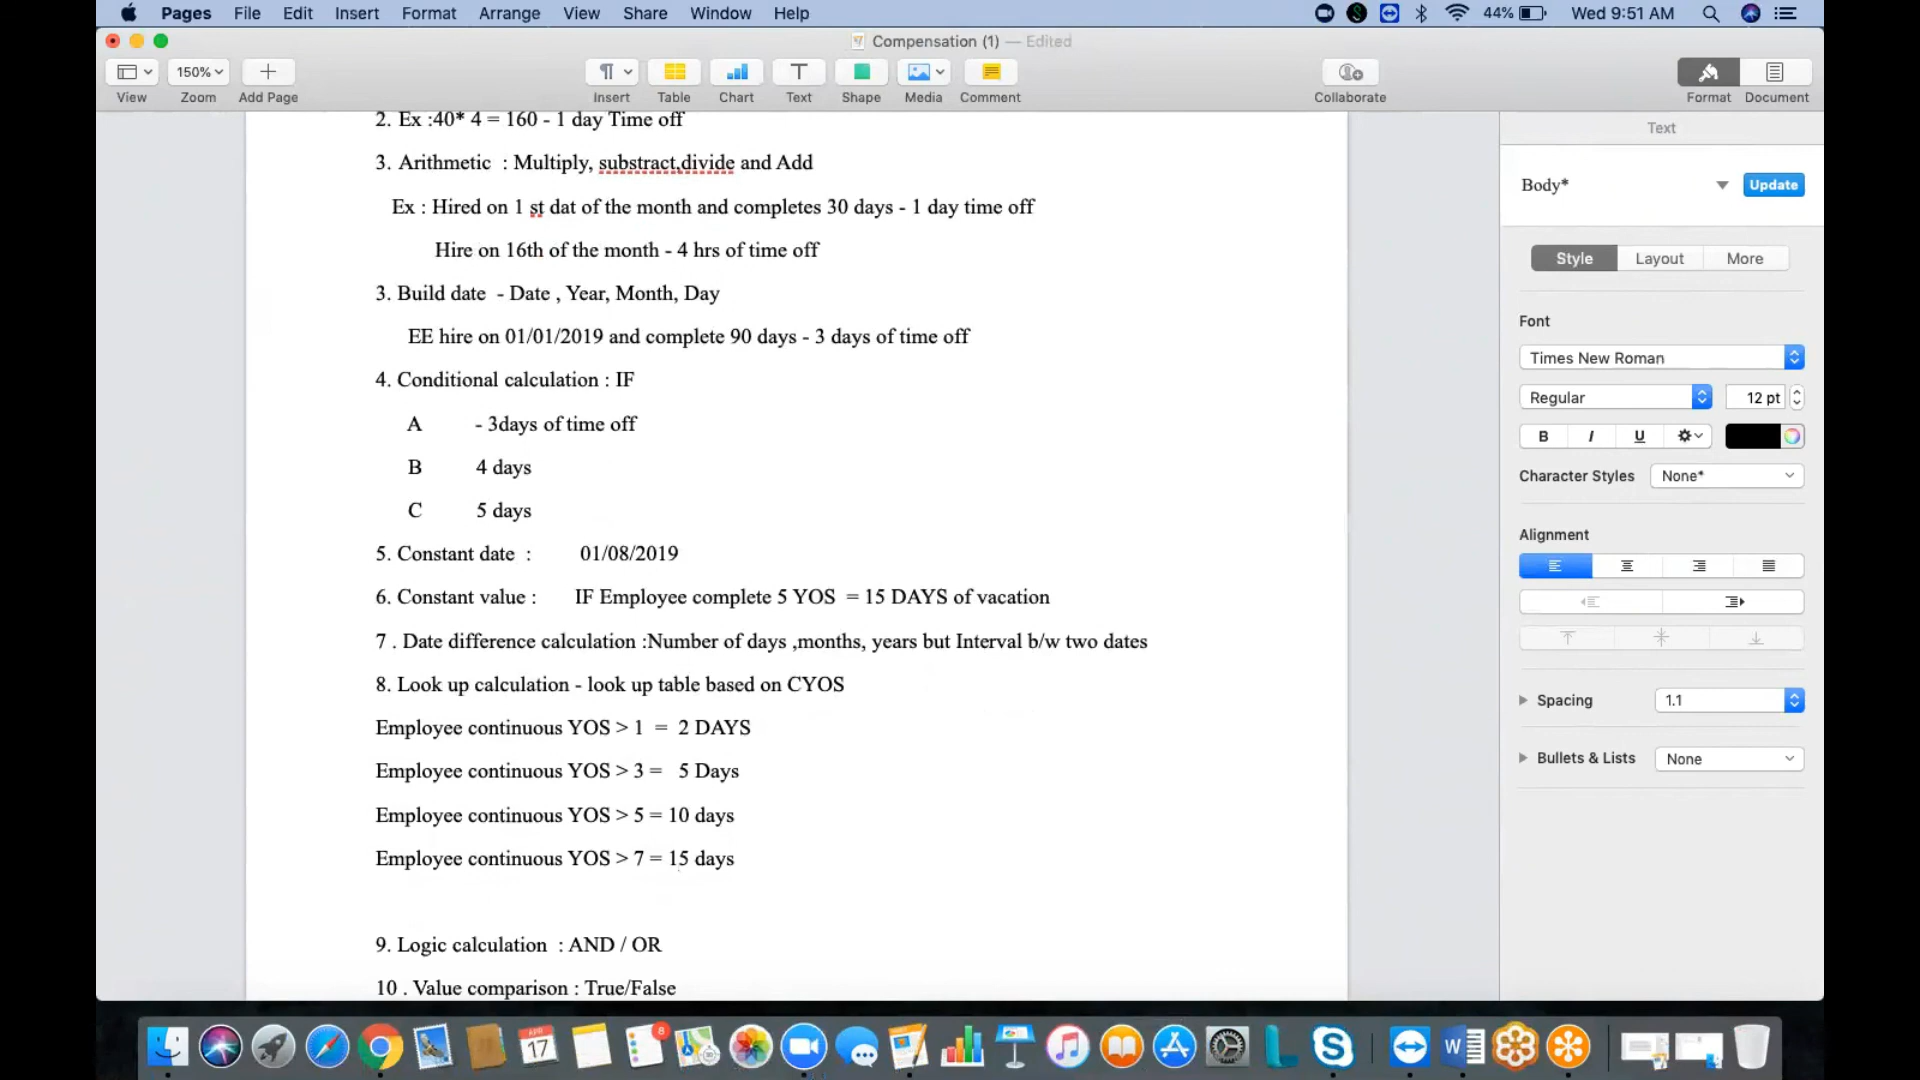 Pages File Edit Insert Format Arrange View Share Window Help 44% Wed 9:51 AM
Compensation (1) — Edited
150%
View Zoom Add Page Insert Table Chart Text Shape Media Comment Collaborate Format Document
2. Ex :40* 4 = 160 - 1 day Time off
3. Arithmetic : Multiply, substract,divide and Add
Ex : Hired on 1 st dat of the month and completes 30 days - 1 day time off
Hire on 16th of the month - 4 hrs of time off
3. Build date - Date , Year, Month, Day
EE hire on 01/01/2019 and complete 90 days - 3 days of time off
4. Conditional calculation : IF
A - 3days of time off
B 4 days
C 5 days
5. Constant date : 01/08/2019
6. Constant value : IF Employee complete 5 YOS = 15 DAYS of vacation
7 . Date difference calculation :Number of days ,months, years but Interval b/w two dates
8. Look up calculation - look up table based on CYOS
Employee continuous YOS > 1 = 2 DAYS
Employee continuous YOS > 3 = 5 Days
Employee continuous YOS > 5 = 10 days
Employee continuous YOS > 7 = 15 days
9. Logic calculation : AND / OR
10 . Value comparison : True/False
Text
Body*
Update
Style Layout More
Font
Times New Roman
Regular 12 pt
B I U
Character Styles None*
Alignment
Spacing 1.1
Bullets & Lists None
APR
17
8
W